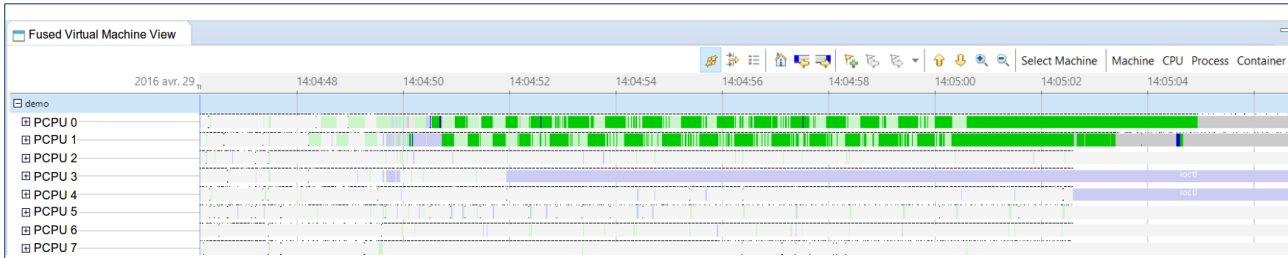 Fused Virtual Machine View
Select Machine Machine CPU Process Container
2016 avr. 29 14:04:48 14:04:50 14:04:52 14:04:54 14:04:56 14:04:58 14:05:00 14:05:02 14:05:04
demo
PCPU 0
PCPU 1
PCPU 2
PCPU 3 ioctl
PCPU 4 ioctl
PCPU 5
PCPU 6
PCPU 7